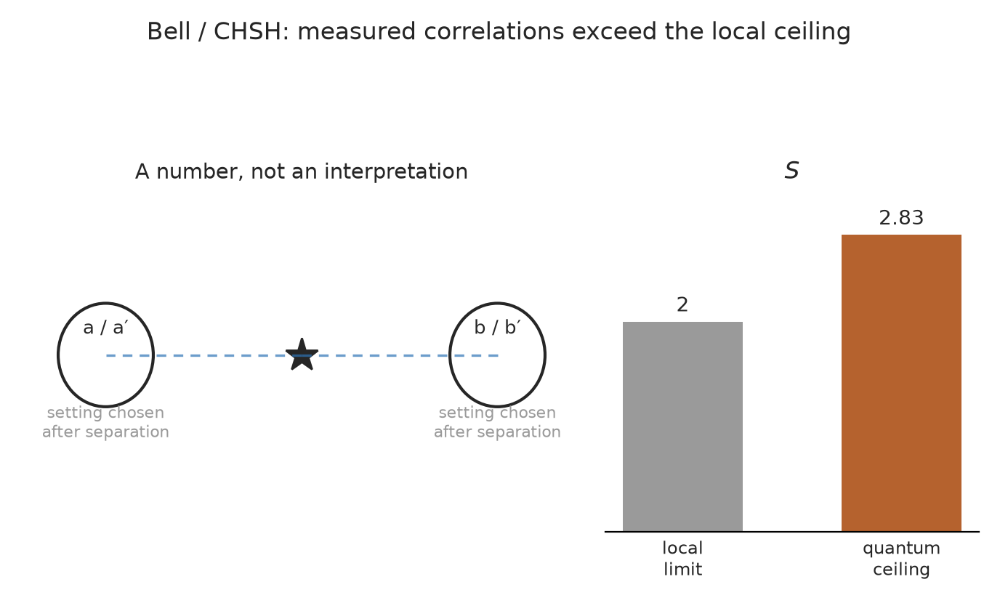 Bell / CHSH: measured correlations exceed the local ceiling
A number, not an interpretation
a / a′
b / b′
setting chosen
after separation
setting chosen
after separation
S
2
2.83
local
limit
quantum
ceiling